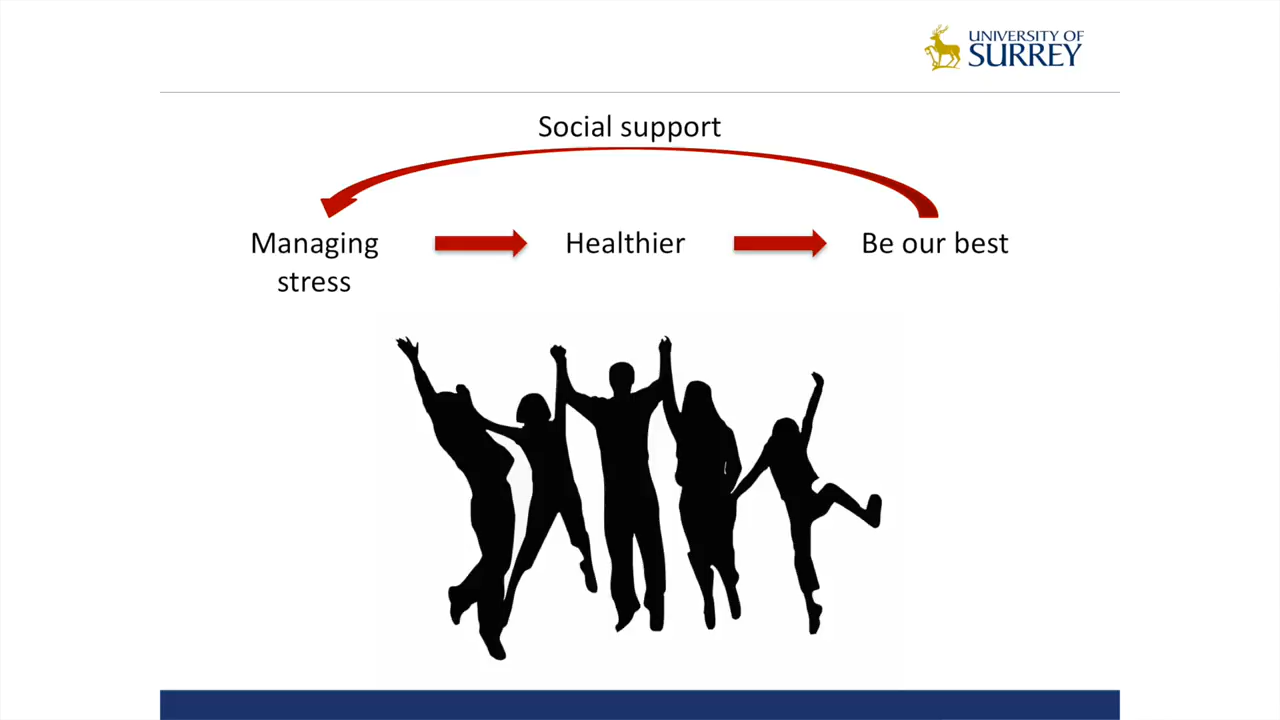 UNIVERSITY OF
SURREY
Social support
Managing
stress
Healthier
Be our best